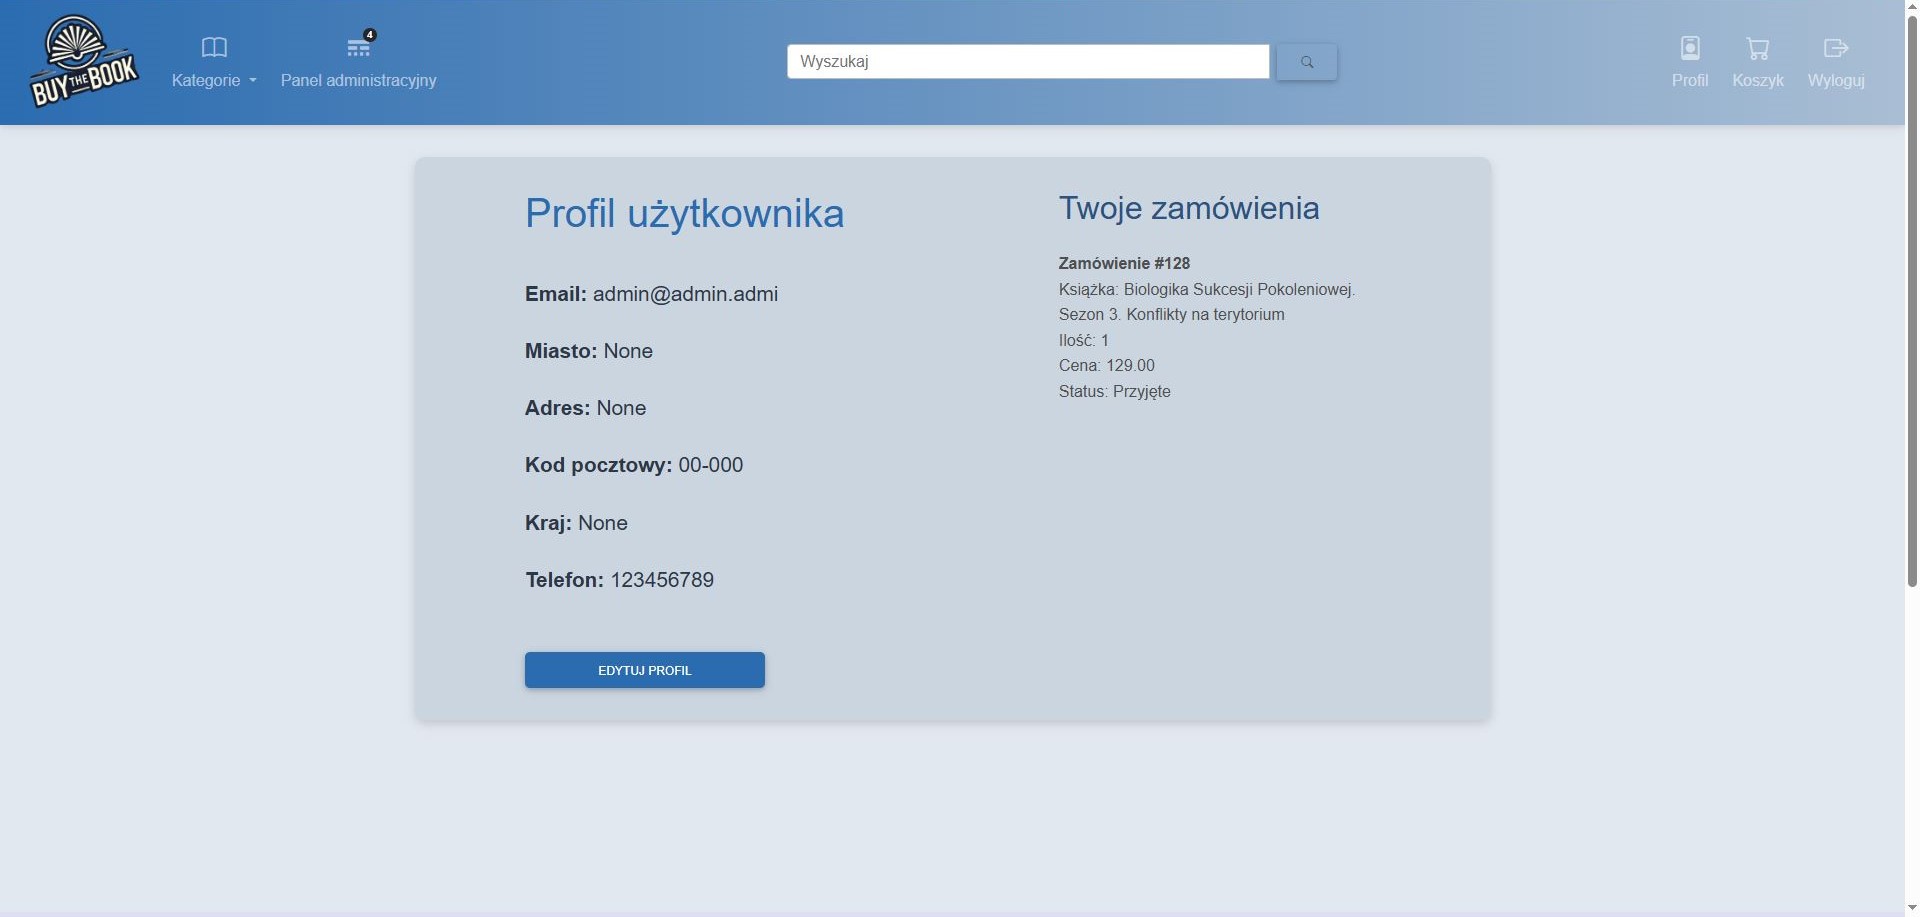 BUY THE BOOK
Kategorie
4
Panel administracyjny
Wyszukaj
Profil
Koszyk
Wyloguj
Profil użytkownika
Email: admin@admin.admi
Miasto: None
Adres: None
Kod pocztowy: 00-000
Kraj: None
Telefon: 123456789
EDYTUJ PROFIL
Twoje zamówienia
Zamówienie #128
Książka: Biologika Sukcesji Pokoleniowej.
Sezon 3. Konflikty na terytorium
Ilość: 1
Cena: 129.00
Status: Przyjęte